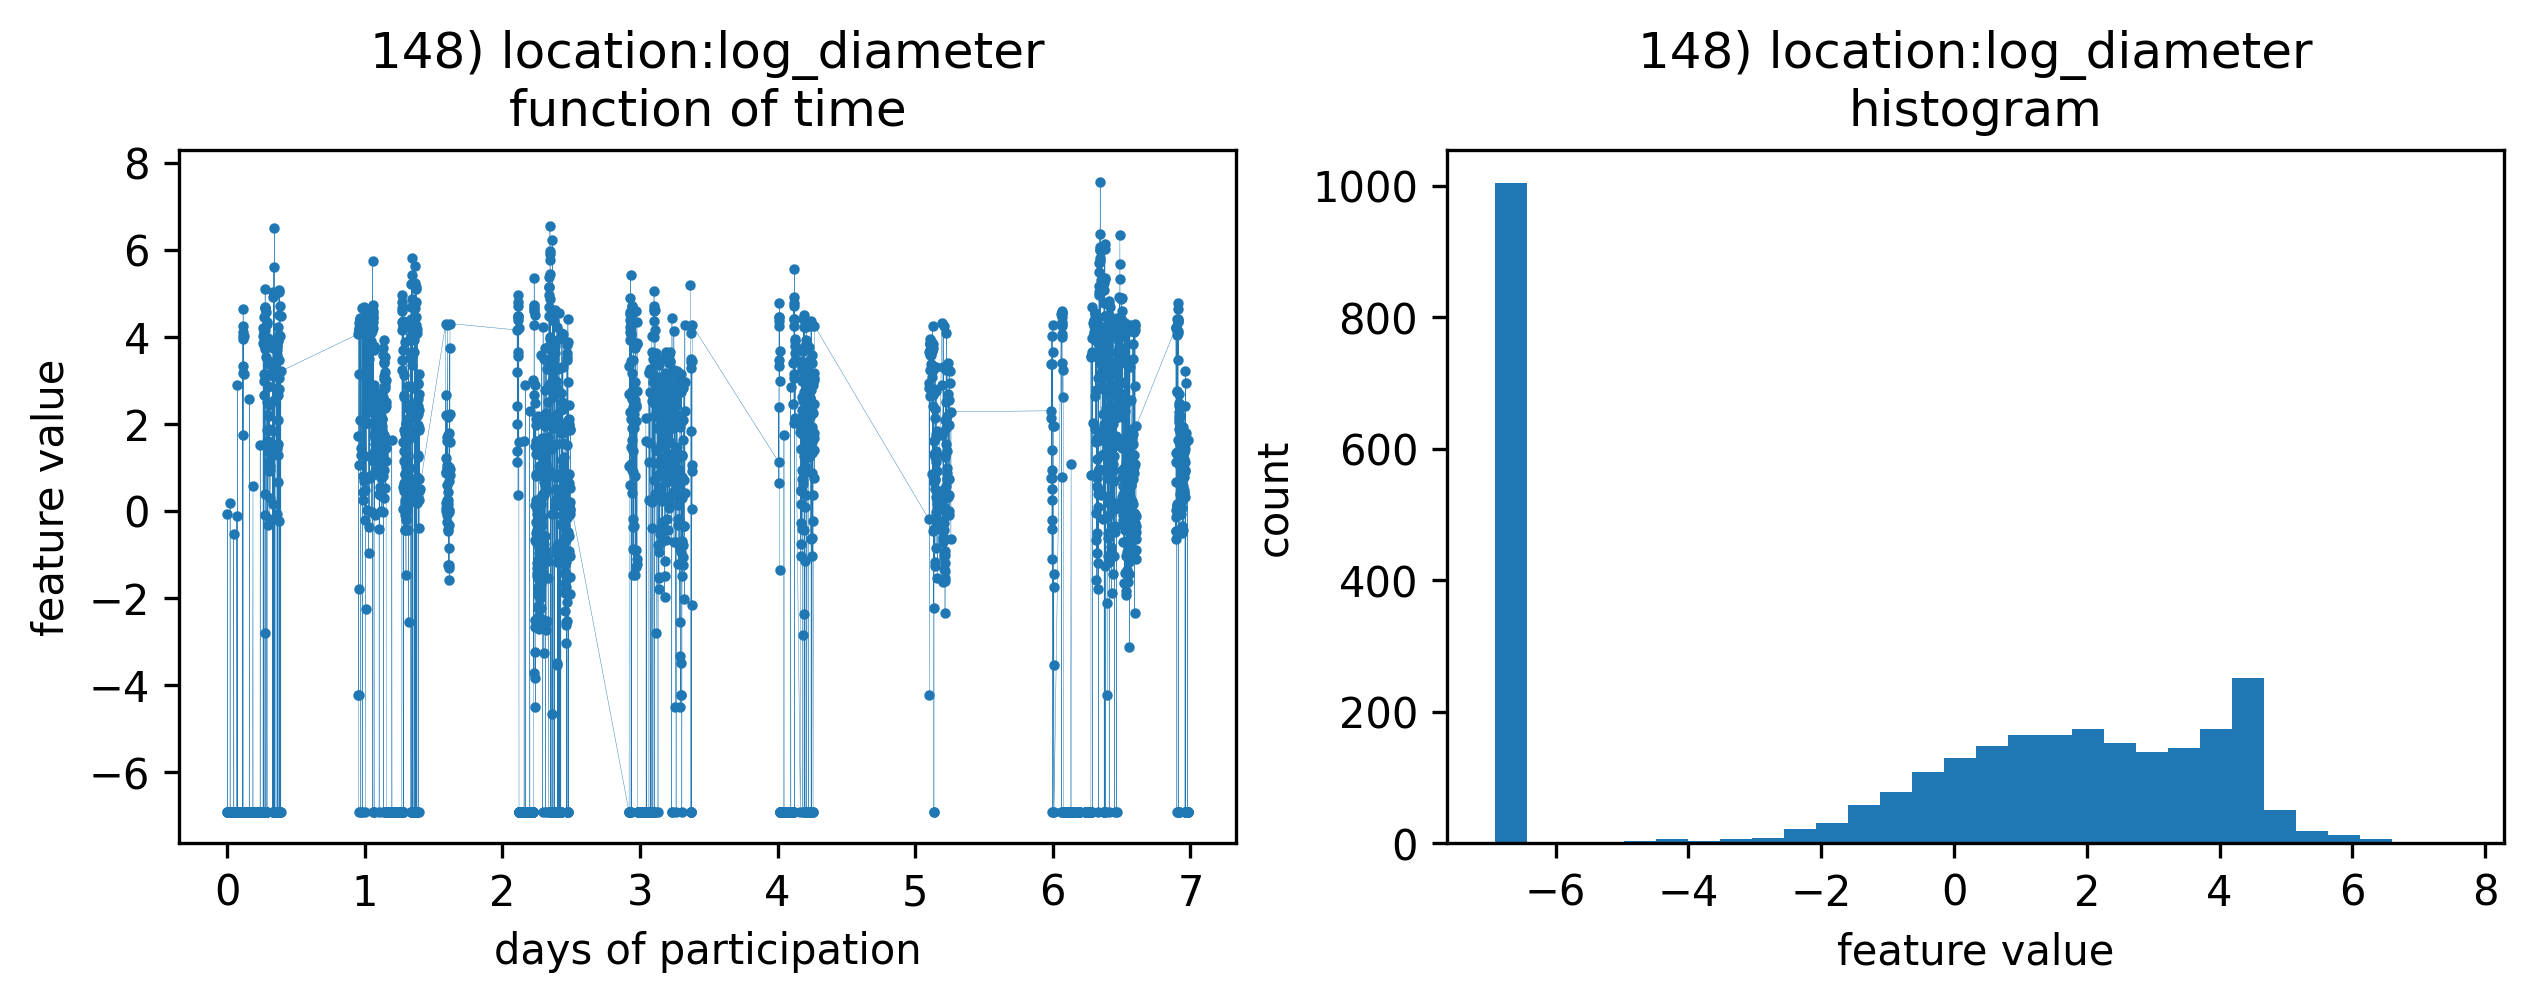 148) location:log_diameter
function of time
feature value
8
6
4
2
0
−2
−4
−6
0 1 2 3 4 5 6 7
days of participation
148) location:log_diameter
histogram
count
1000
800
600
400
200
0
−6 −4 −2 0 2 4 6 8
feature value